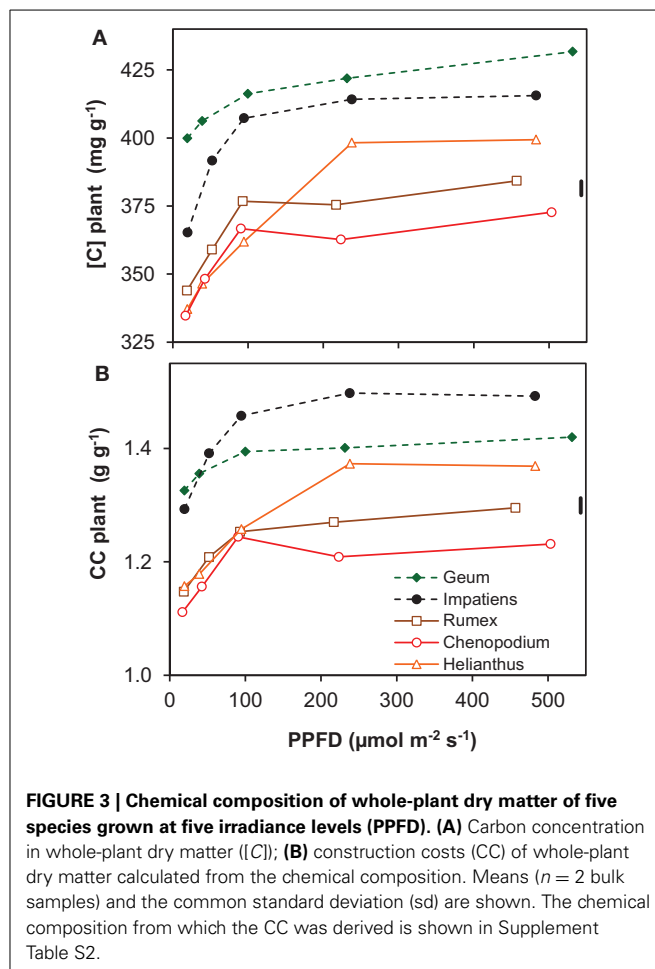 A
425
400
375
350
325
[C] plant (mg g⁻¹)
B
1.4
1.2
1.0
CC plant (g g⁻¹)
Geum
Impatiens
Rumex
Chenopodium
Helianthus
0 100 200 300 400 500
PPFD (µmol m⁻² s⁻¹)
FIGURE 3 | Chemical composition of whole-plant dry matter of five
species grown at five irradiance levels (PPFD). (A) Carbon concentration
in whole-plant dry matter ([C]); (B) construction costs (CC) of whole-plant
dry matter calculated from the chemical composition. Means (n = 2 bulk
samples) and the common standard deviation (sd) are shown. The chemical
composition from which the CC was derived is shown in Supplement
Table S2.